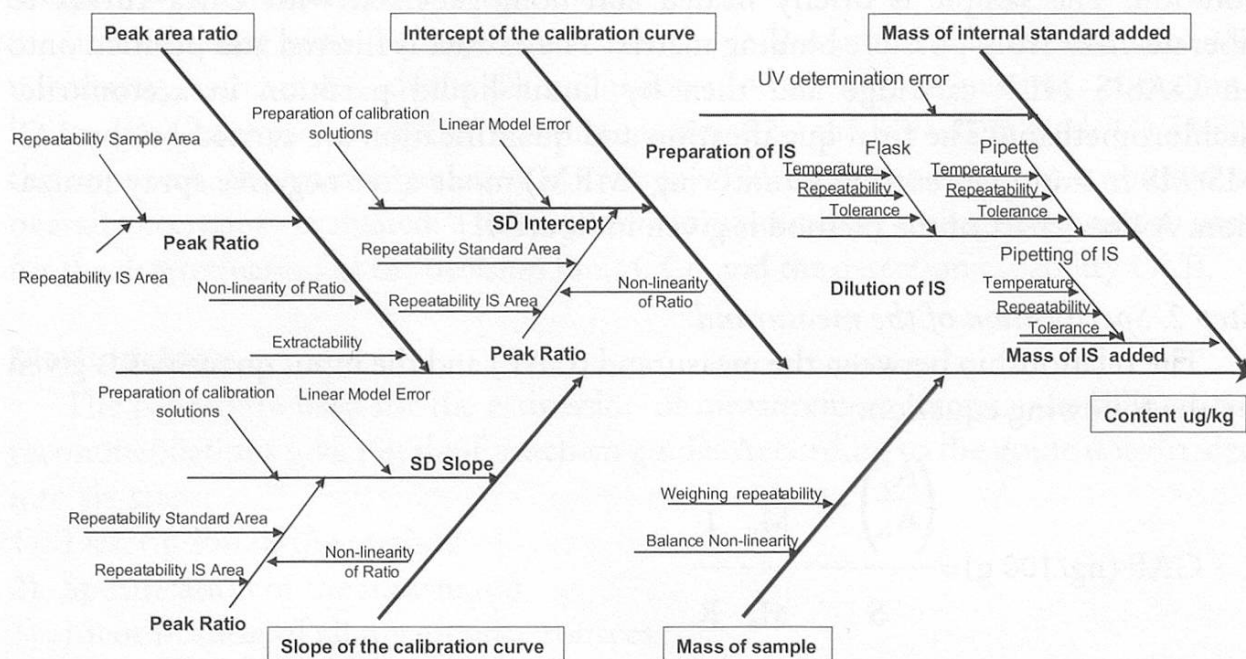 Peak area ratio
Intercept of the calibration curve
Mass of internal standard added
UV determination error
Preparation of calibration
solutions
Linear Model Error
Repeatability Sample Area
Preparation of IS
Flask
Pipette
Temperature
Temperature
Repeatability
Repeatability
Tolerance
Tolerance
SD Intercept
Peak Ratio
Repeatability Standard Area
Pipetting of IS
Repeatability IS Area
Non-linearity of Ratio
Repeatability IS Area
Non-linearity
of Ratio
Dilution of IS
Temperature
Repeatability
Tolerance
Extractability
Peak Ratio
Mass of IS added
Preparation of calibration
solutions
Linear Model Error
Content ug/kg
SD Slope
Weighing repeatability
Repeatability Standard Area
Balance Non-linearity
Non-linearity
of Ratio
Repeatability IS Area
Peak Ratio
Slope of the calibration curve
Mass of sample